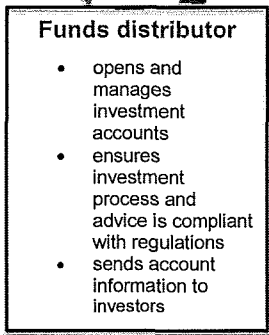 Funds distributor
• opens and
manages
investment
accounts
• ensures
investment
process and
advice is compliant
with regulations
• sends account
information to
investors